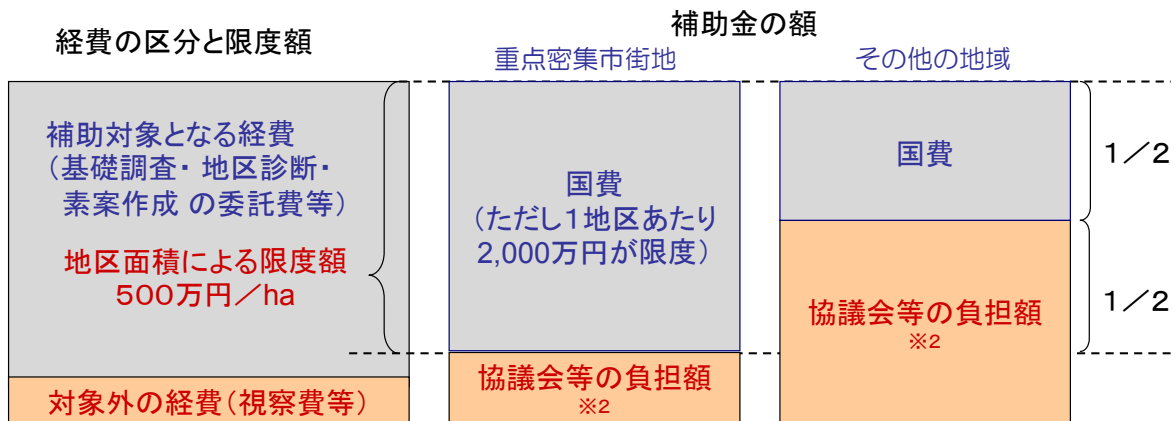 経費の区分と限度額
補助対象となる経費
(基礎調査・地区診断・
素案作成 の委託費等)
地区面積による限度額
500万円/ha
対象外の経費(視察費等)
補助金の額
重点密集市街地
国費
(ただし1地区あたり
2,000万円が限度)
協議会等の負担額
※2
その他の地域
国費
協議会等の負担額
※2
1/2
1/2